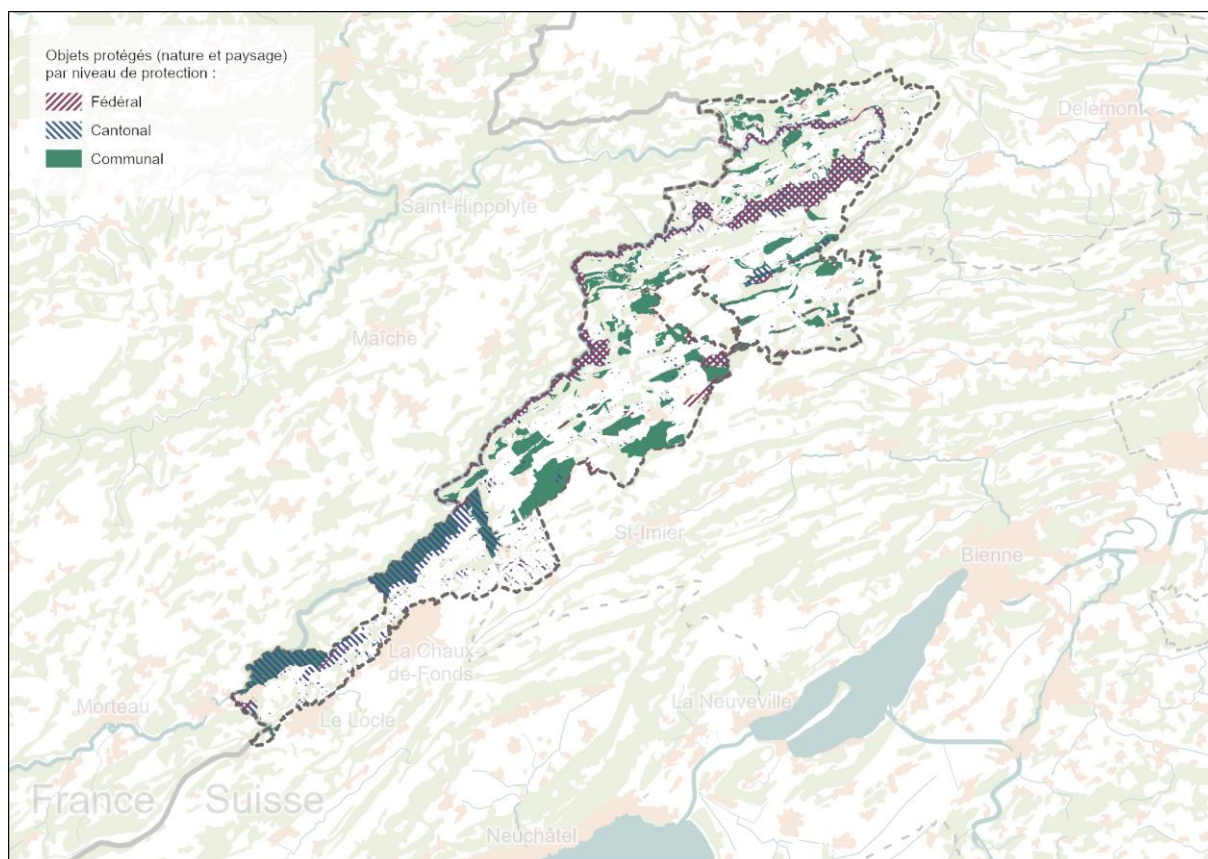 Objets protégés (nature et paysage)
par niveau de protection :
Fédéral
Cantonal
Communal
Delémont
Saint-Hippolyte
Maîche
St-Imier
Bienne
La Chaux-
de-Fonds
La Neuveville
Morteau
Le Locle
France
Suisse
Neuchâtel